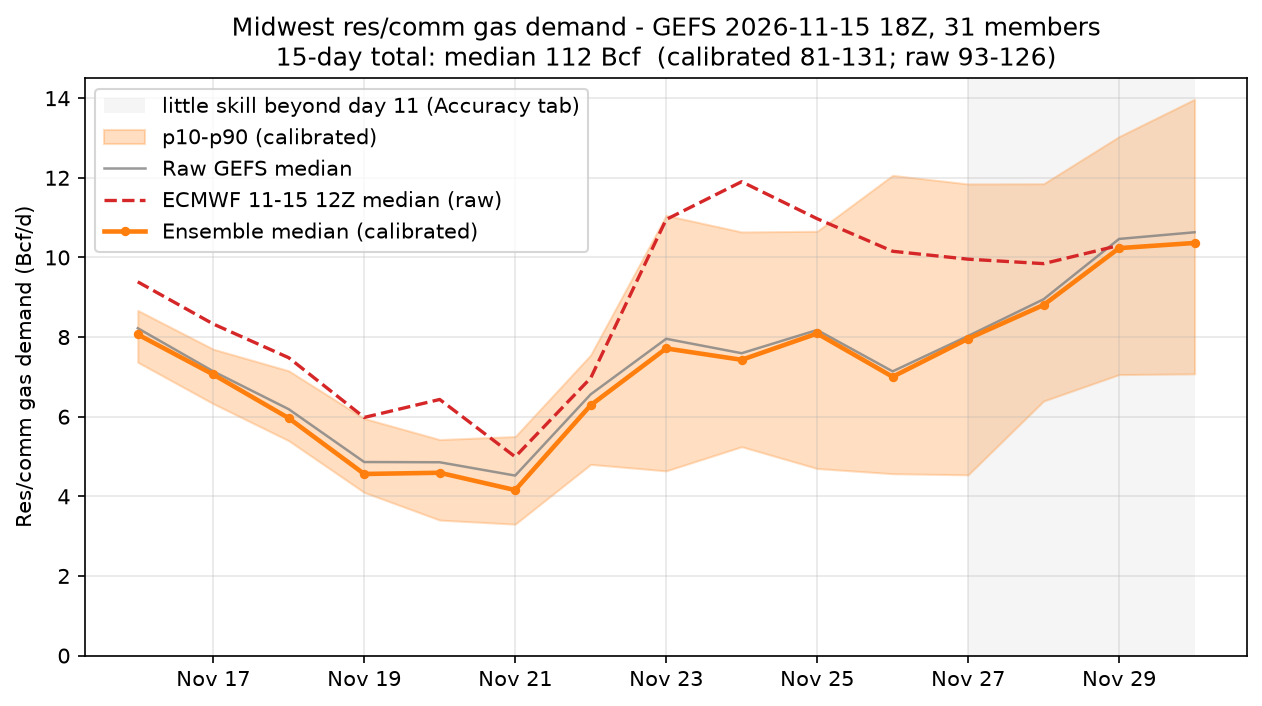 Midwest res/comm gas demand - GEFS 2026-11-15 18Z, 31 members
15-day total: median 112 Bcf  (calibrated 81-131; raw 93-126)
little skill beyond day 11 (Accuracy tab)
p10-p90 (calibrated)
Raw GEFS median
ECMWF 11-15 12Z median (raw)
Ensemble median (calibrated)
Res/comm gas demand (Bcf/d)
14
12
10
8
6
4
2
0
Nov 17
Nov 19
Nov 21
Nov 23
Nov 25
Nov 27
Nov 29